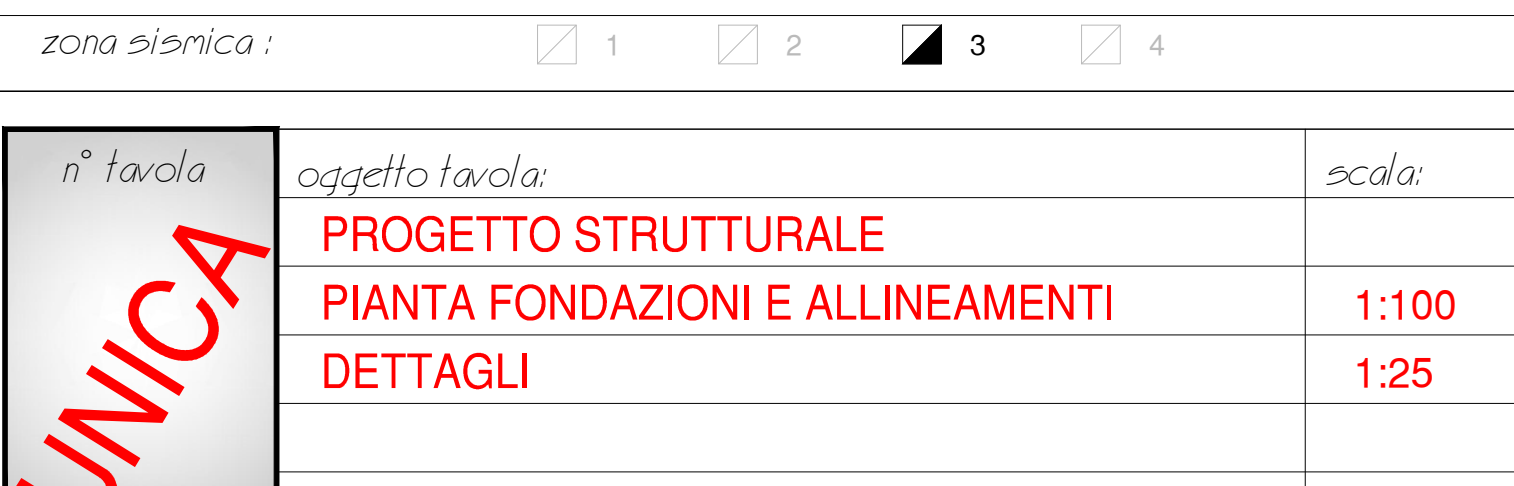 zona sismica : 1 2 3 4
n° tavola oggetto tavola: scala:
PROGETTO STRUTTURALE
PIANTA FONDAZIONI E ALLINEAMENTI 1:100
DETTAGLI 1:25
UNICA